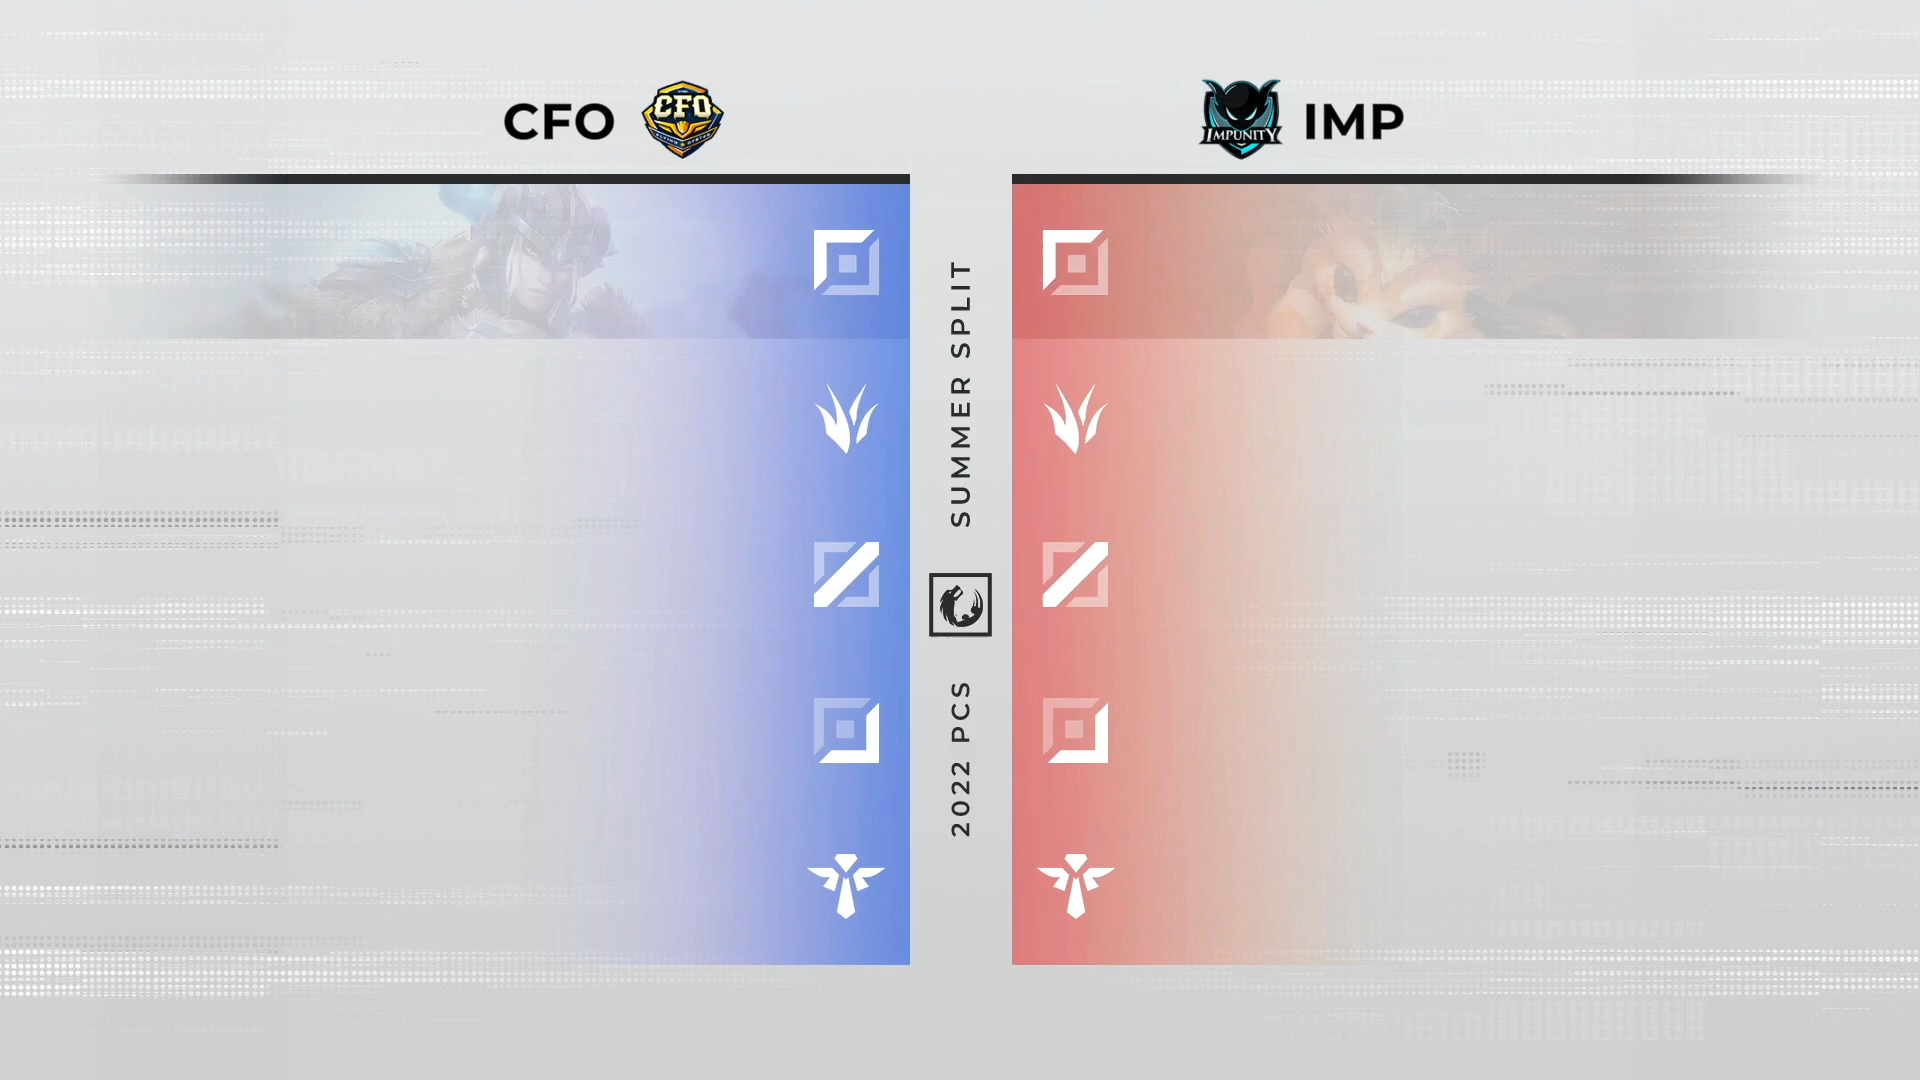 CFO
CFO
IMPUNITY
IMP
SUMMER SPLIT
2022 PCS